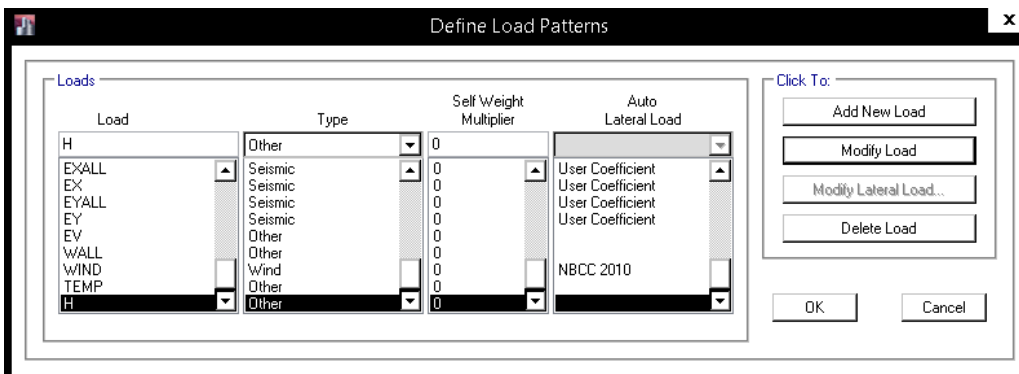 Define Load Patterns
x
Loads
Click To:
Load Type Self Weight Multiplier Auto Lateral Load
H Other 0
EXALL Seismic 0 User Coefficient
EX Seismic 0 User Coefficient
EYALL Seismic 0 User Coefficient
EY Seismic 0 User Coefficient
EV Other 0
WALL Other 0
WIND Wind 0 NBCC 2010
TEMP Other 0
H Other 0
Add New Load
Modify Load
Modify Lateral Load...
Delete Load
OK
Cancel